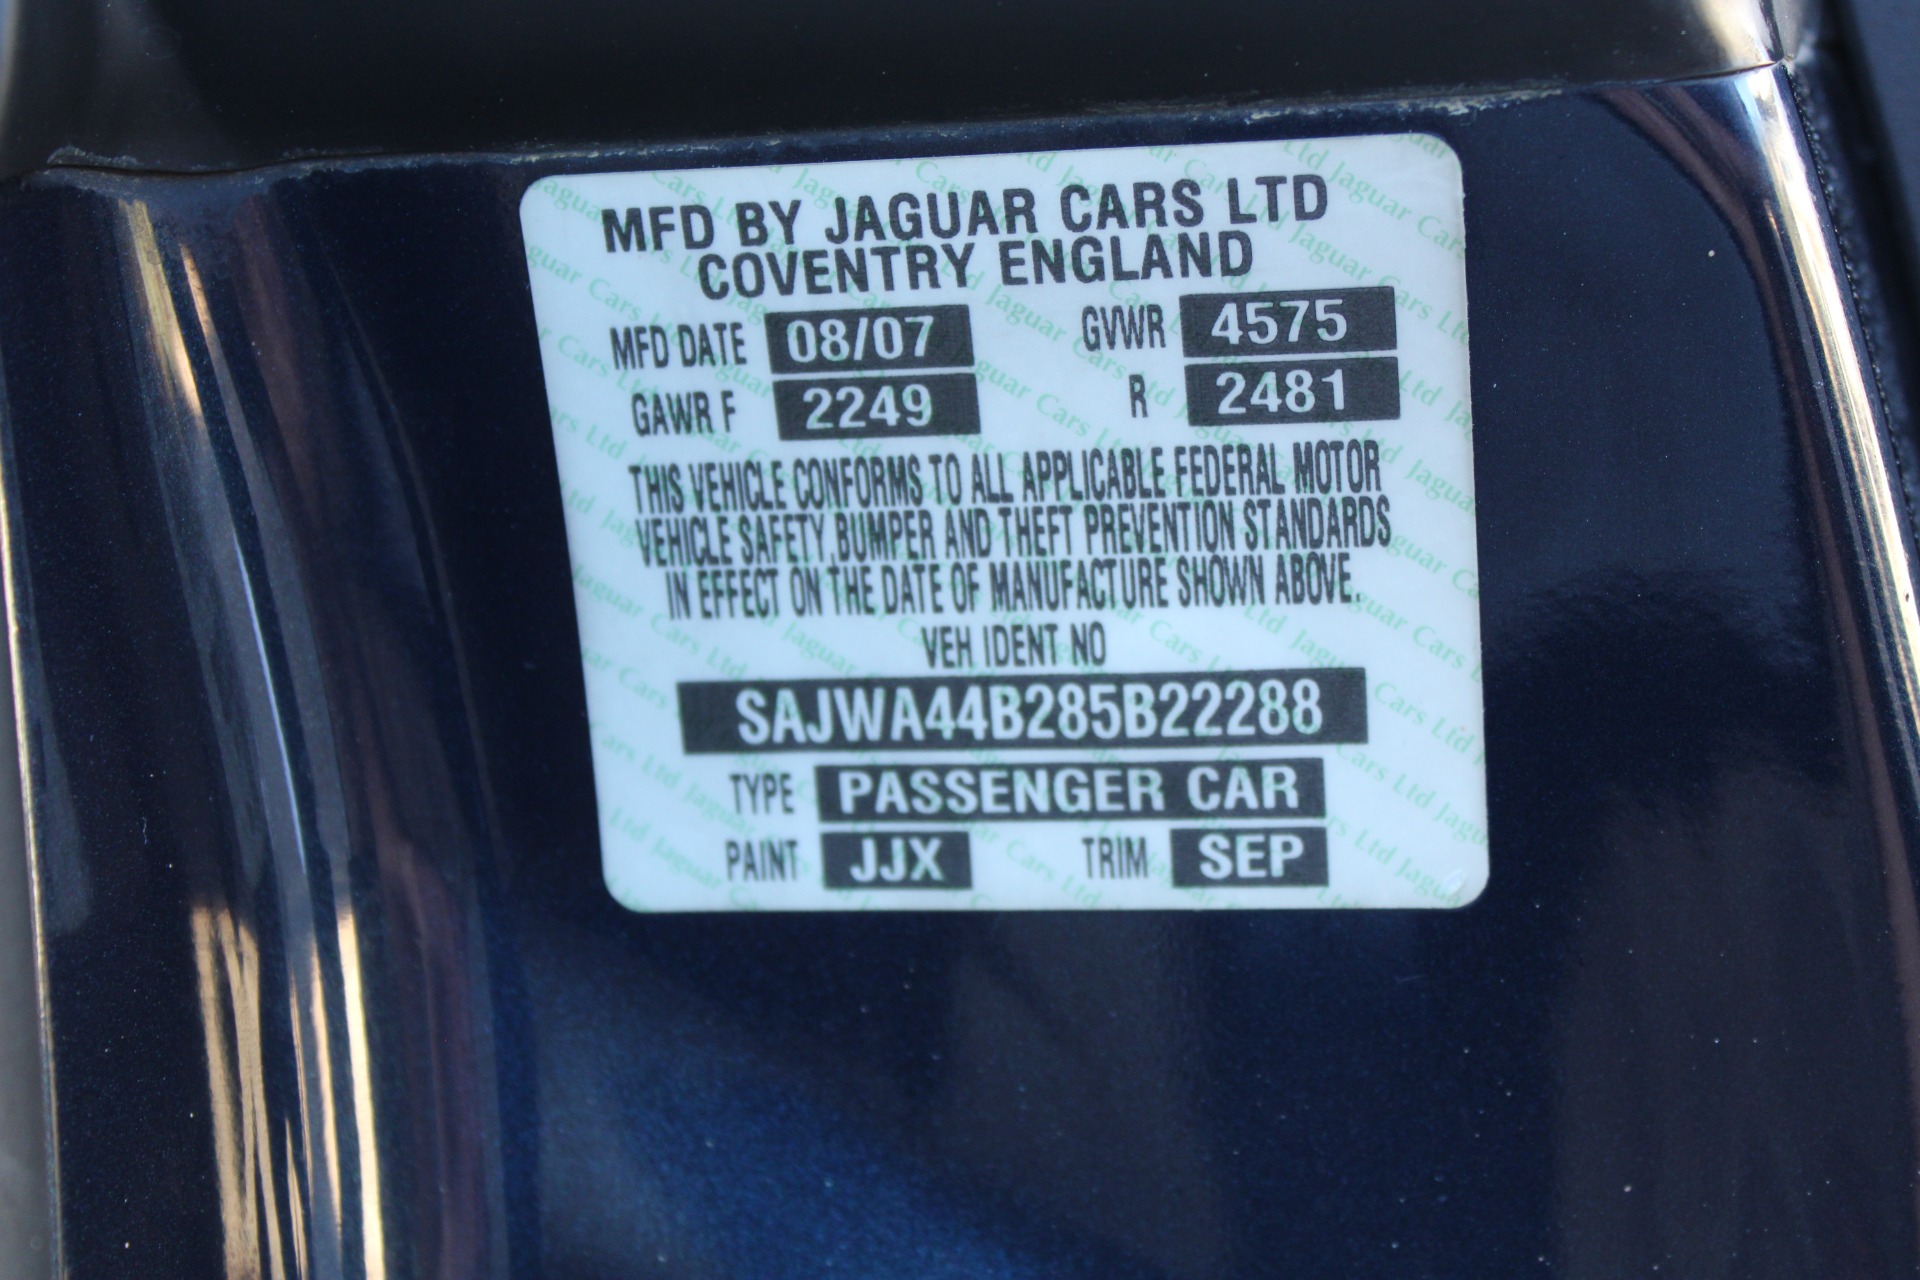 MFD BY JAGUAR CARS LTD
COVENTRY ENGLAND
MFD DATE 08/07 GVWR 4575
GAWR F 2249 R 2481
THIS VEHICLE CONFORMS TO ALL APPLICABLE FEDERAL MOTOR
VEHICLE SAFETY,BUMPER AND THEFT PREVENTION STANDARDS
IN EFFECT ON THE DATE OF MANUFACTURE SHOWN ABOVE.
VEH IDENT NO
SAJWA44B285B22288
TYPE PASSENGER CAR
PAINT JJX TRIM SEP